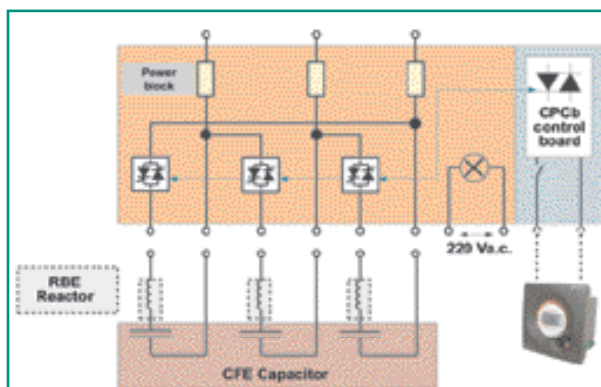 Power
block
CPCb
control
board
220 Va.c.
RBE
Reactor
CFE Capacitor